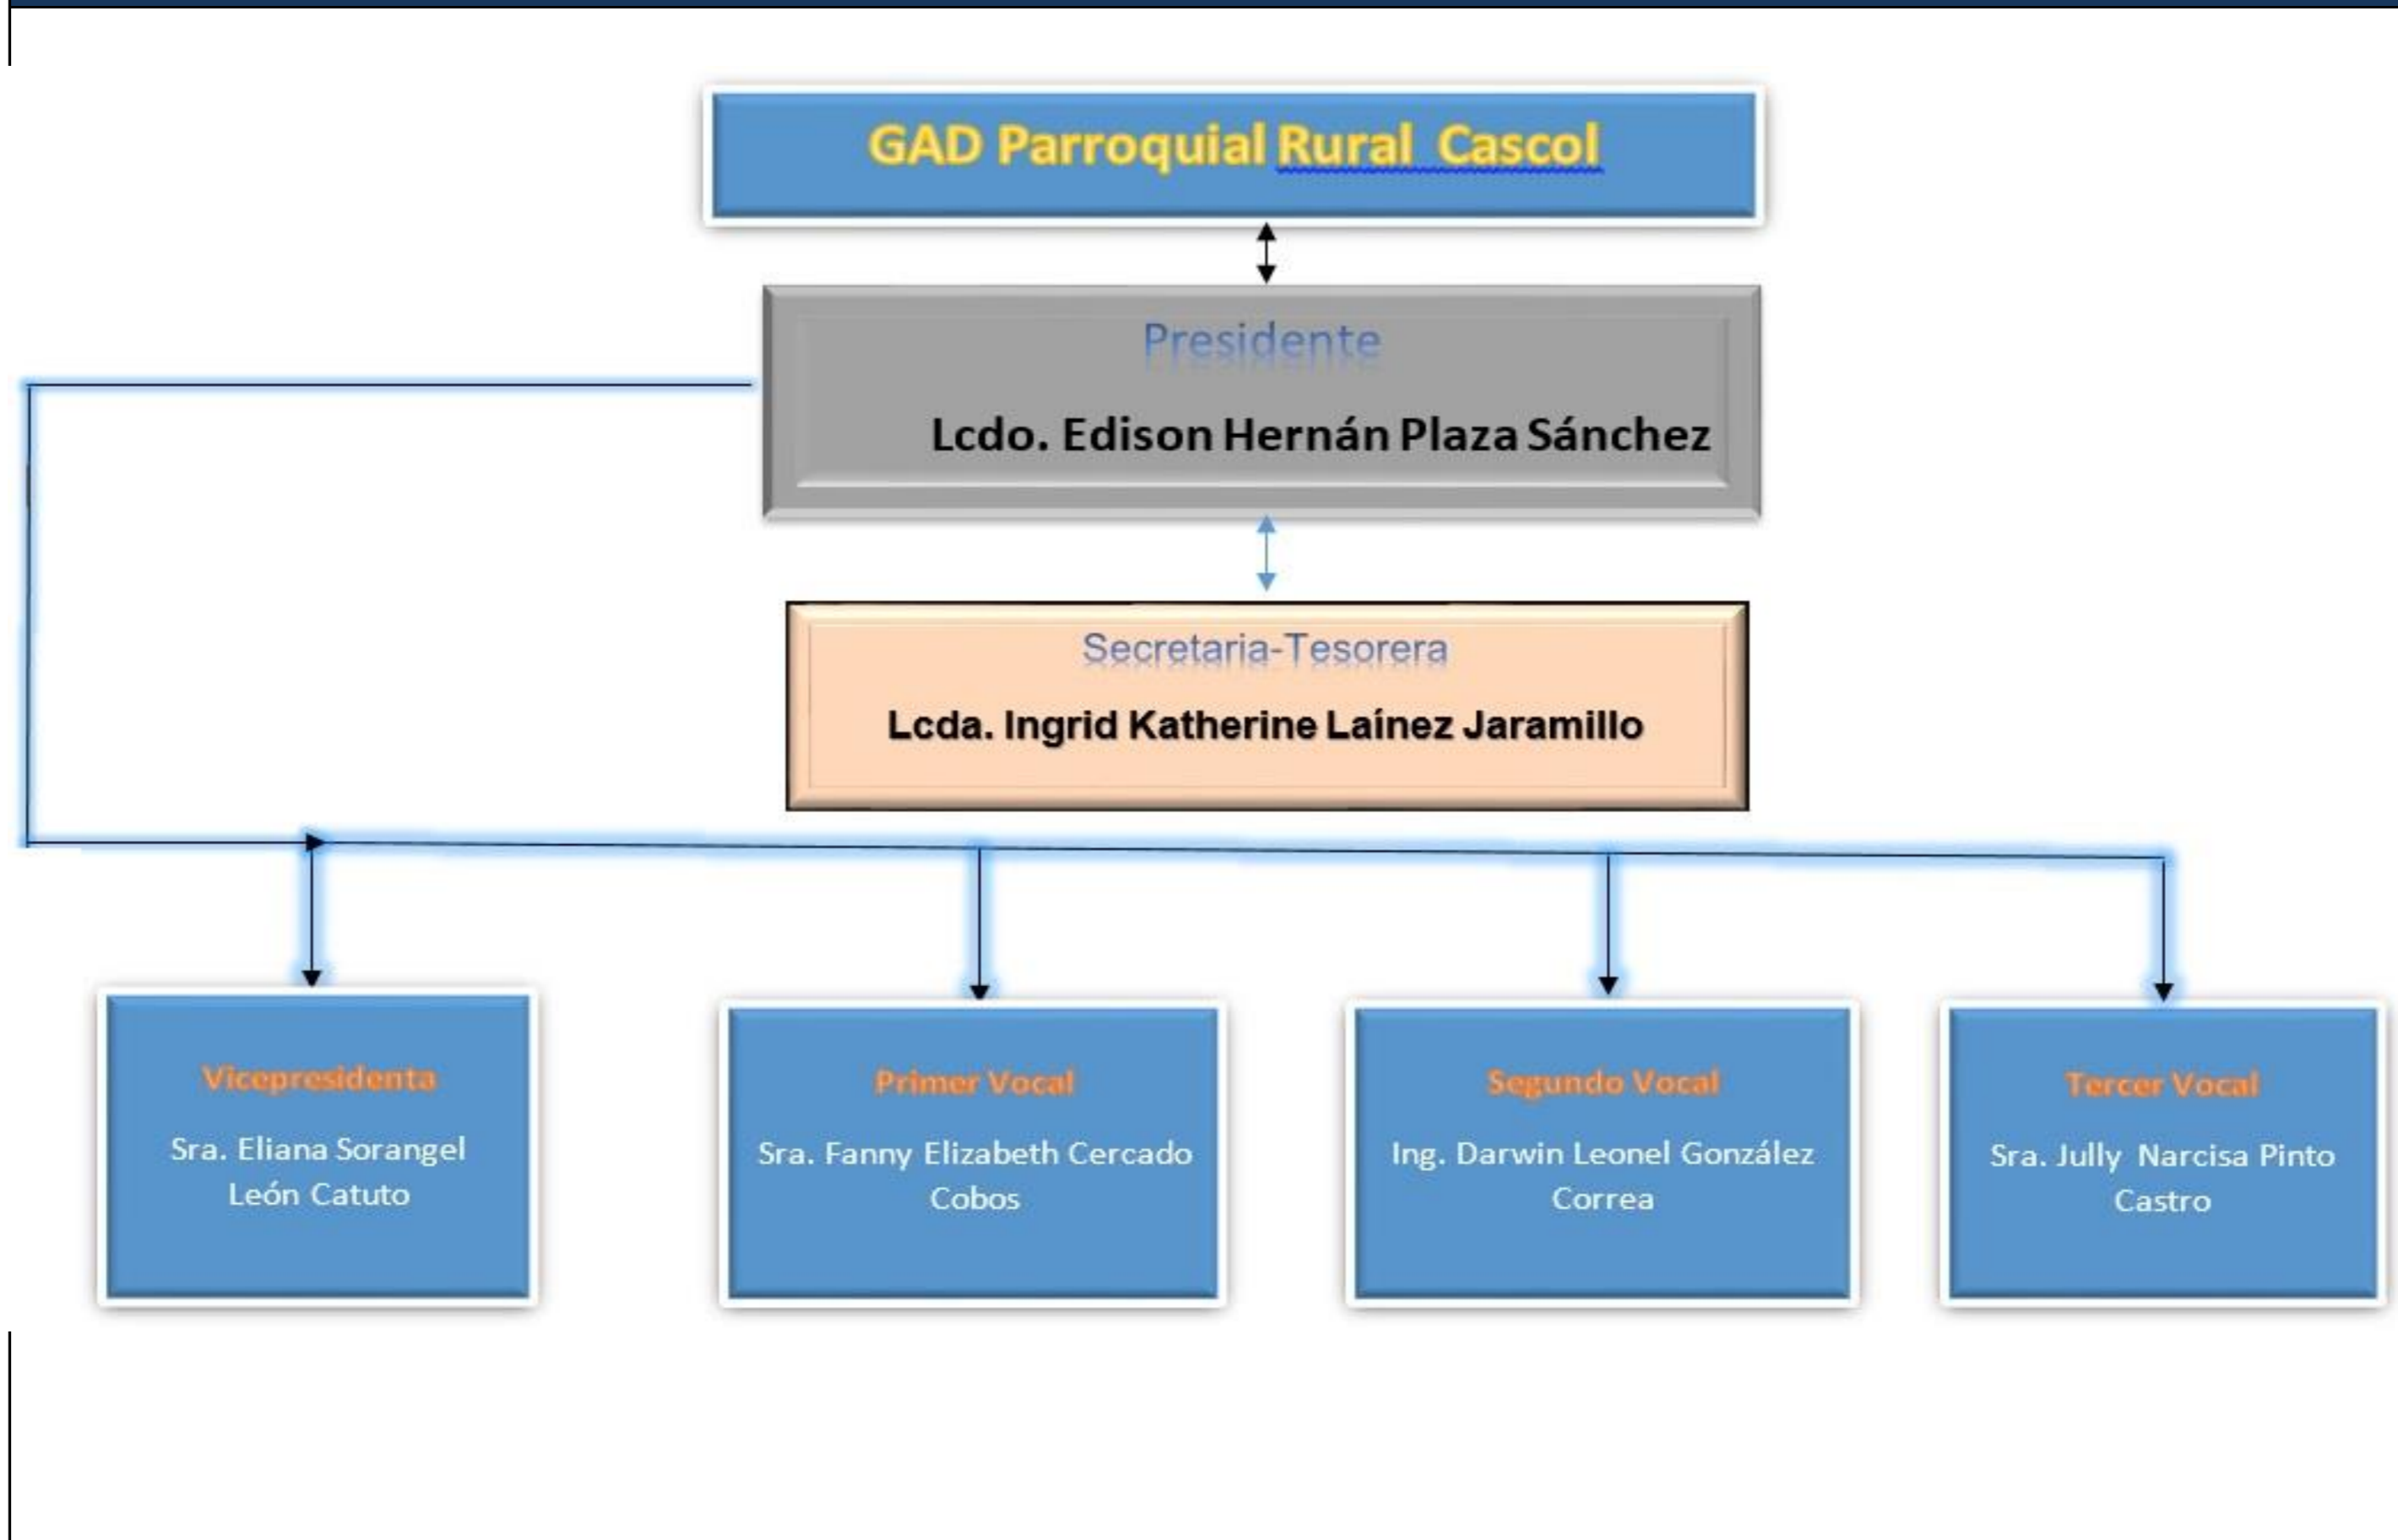 GAD Parroquial Rural  Cascol
Presidente
Lcdo. Edison Hernán Plaza Sánchez
Secretaria-Tesorera
Lcda. Ingrid Katherine Laínez Jaramillo
Vicepresidenta
Sra. Eliana Sorangel
León Catuto
Primer Vocal
Sra. Fanny Elizabeth Cercado
Cobos
Segundo Vocal
Ing. Darwin Leonel González
Correa
Tercer Vocal
Sra. Jully  Narcisa Pinto
Castro